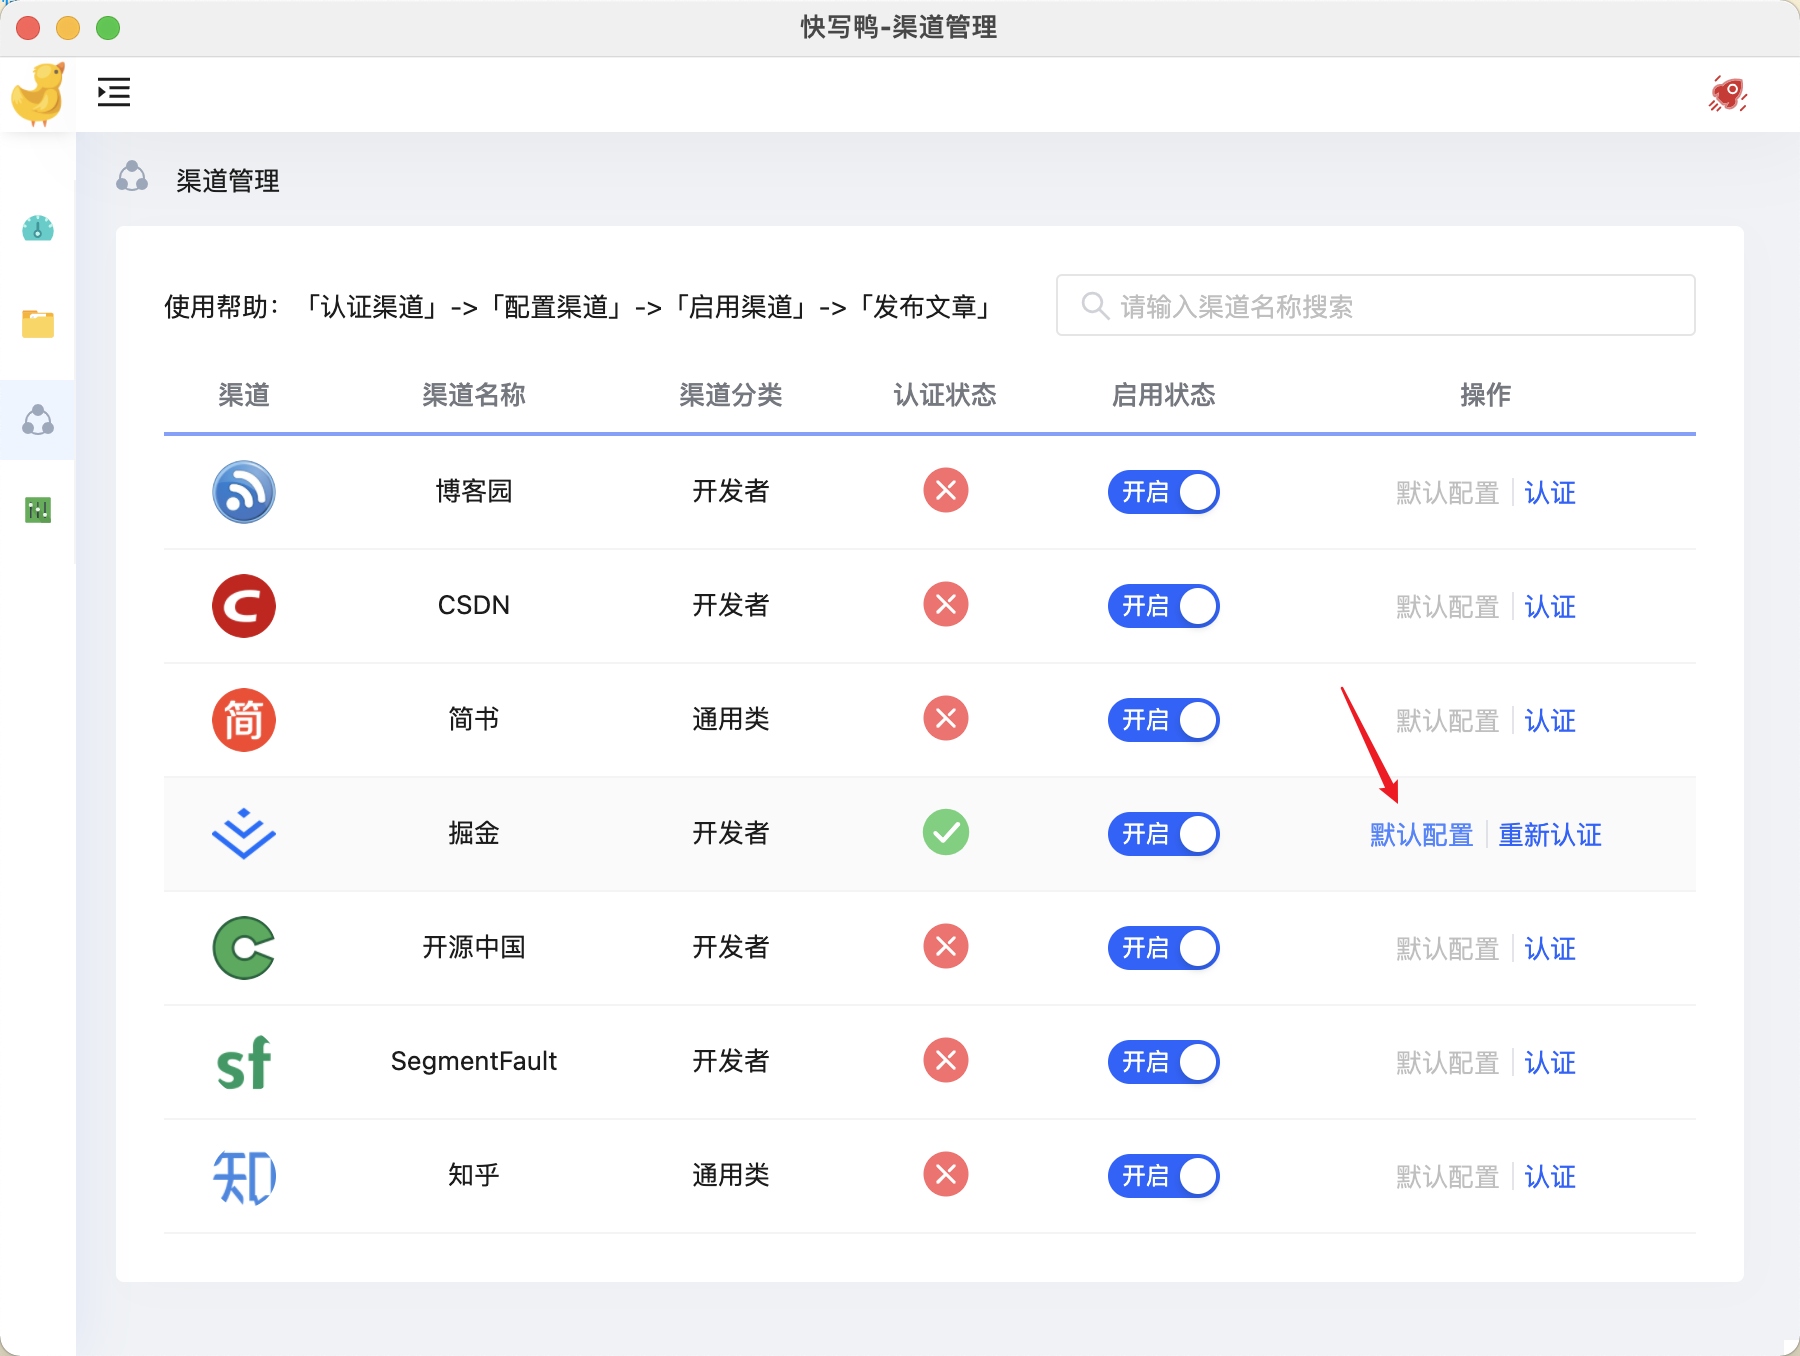 快写鸭-渠道管理
渠道管理
使用帮助：「认证渠道」->「配置渠道」->「启用渠道」->「发布文章」
请输入渠道名称搜索
渠道 渠道名称 渠道分类 认证状态 启用状态 操作
博客园 开发者 开启 默认配置 认证
CSDN 开发者 开启 默认配置 认证
简 简书 通用类 开启 默认配置 认证
掘金 开发者 开启 默认配置 重新认证
开源中国 开发者 开启 默认配置 认证
sf SegmentFault 开发者 开启 默认配置 认证
知 知乎 通用类 开启 默认配置 认证